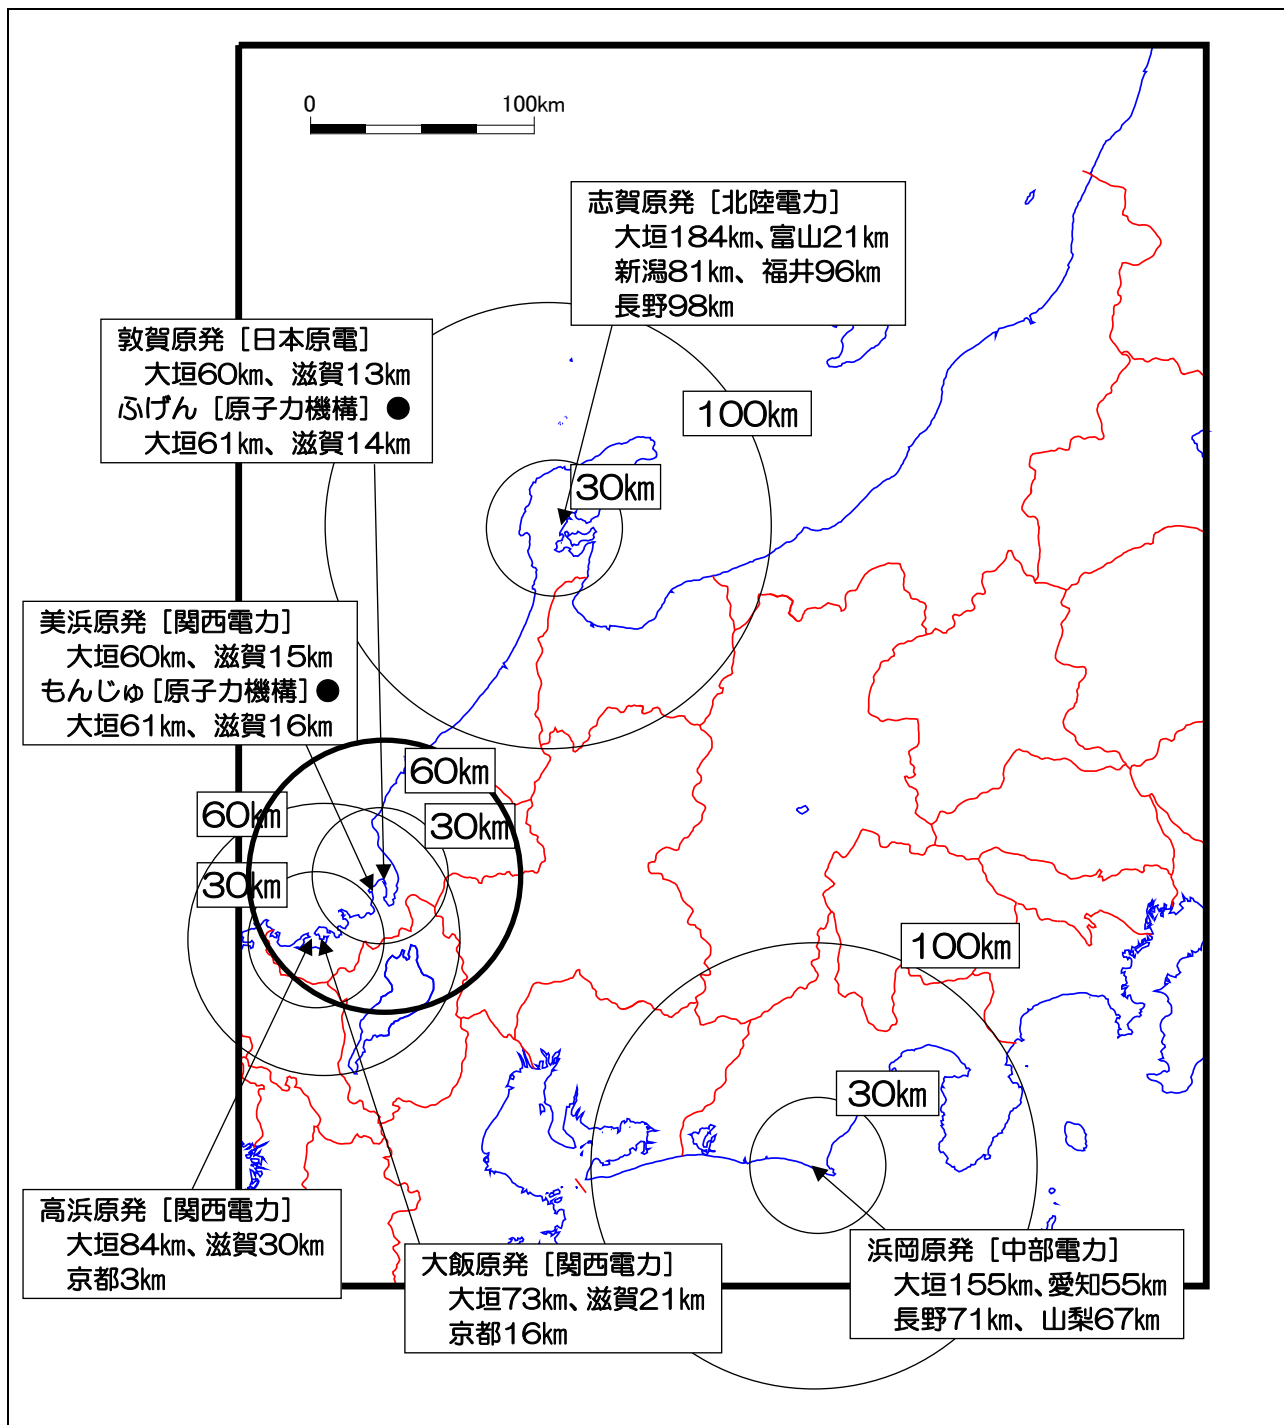 0 100km
志賀原発［北陸電力］
大垣184㎞、富山21㎞
新潟81㎞、福井96㎞
長野98㎞
敦賀原発［日本原電］
大垣60㎞、滋賀13㎞
ふげん［原子力機構］●
大垣61㎞、滋賀14㎞
100㎞
30㎞
美浜原発［関西電力］
大垣60㎞、滋賀15㎞
もんじゅ［原子力機構］●
大垣61㎞、滋賀16㎞
60㎞
60㎞
30㎞
30㎞
100㎞
30㎞
高浜原発［関西電力］
大垣84㎞、滋賀30㎞
京都3㎞
大飯原発［関西電力］
大垣73㎞、滋賀21㎞
京都16㎞
浜岡原発［中部電力］
大垣155㎞、愛知55㎞
長野71㎞、山梨67㎞